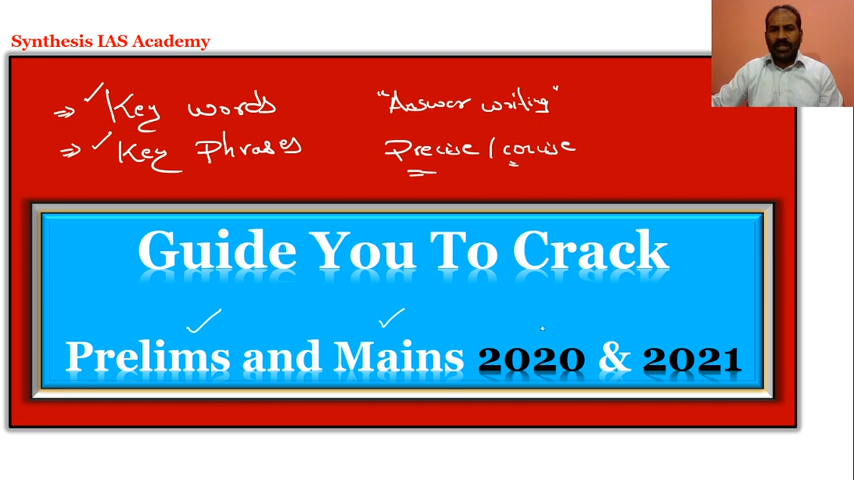 Synthesis IAS Academy
⇒ ✓ Key words "Answer writing"
⇒ ✓ Key Phrases Precise / concise
Guide You To Crack
Prelims and Mains 2020 & 2021